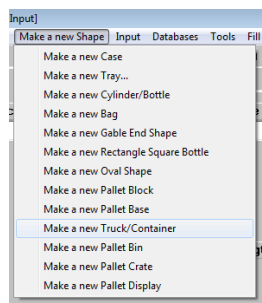 Input]
Make a new Shape Input Databases Tools Fill
Make a new Case
Make a new Tray...
Make a new Cylinder/Bottle
Make a new Bag
Make a new Gable End Shape
Make a new Rectangle Square Bottle
Make a new Oval Shape
Make a new Pallet Block
Make a new Pallet Base
Make a new Truck/Container
Make a new Pallet Bin
Make a new Pallet Crate
Make a new Pallet Display